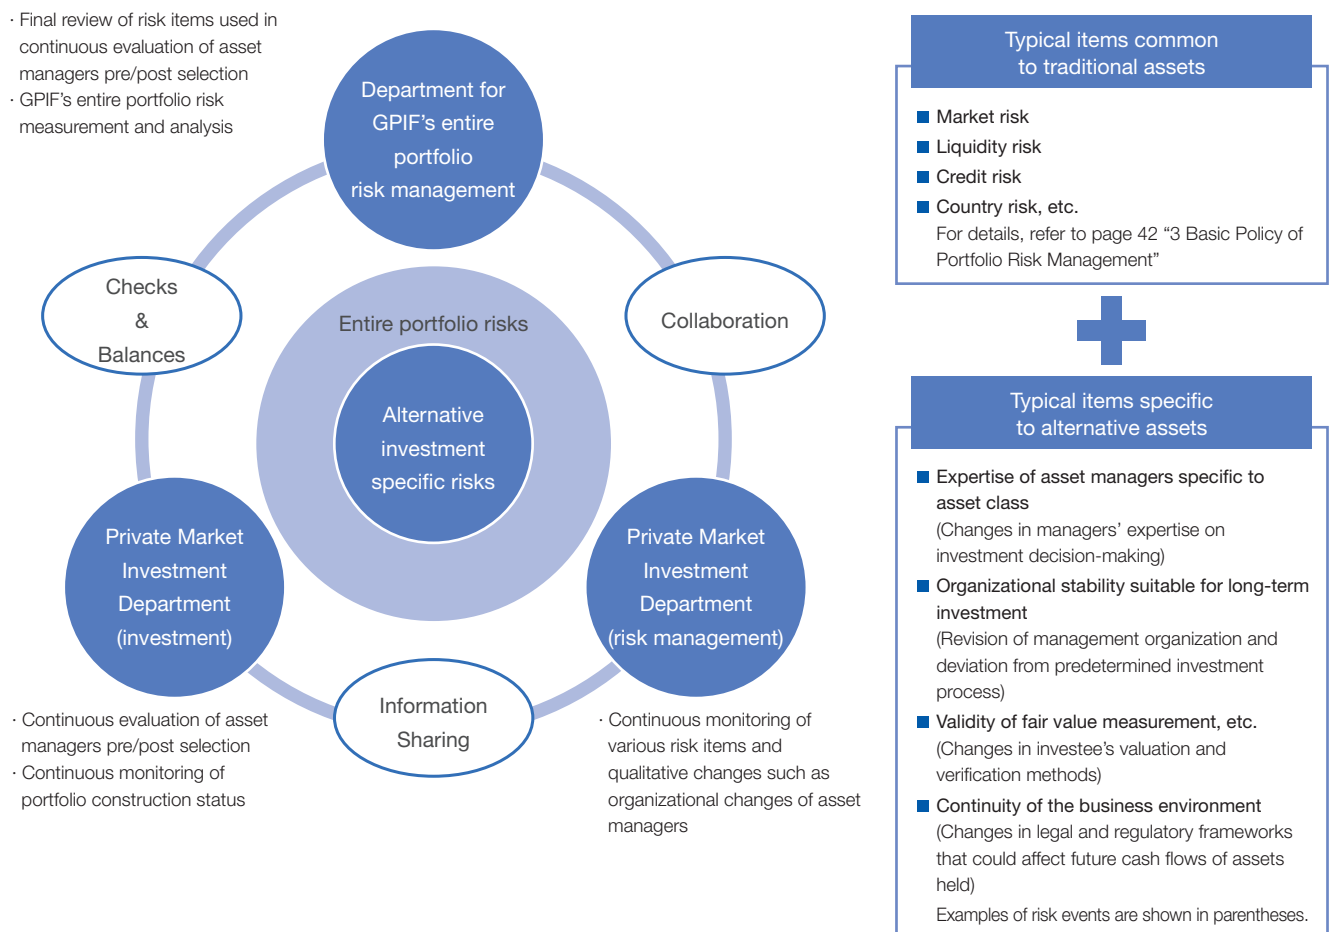 · Final review of risk items used in
continuous evaluation of asset
managers pre/post selection
· GPIF’s entire portfolio risk
measurement and analysis
Department for
GPIF’s entire
portfolio
risk management
Checks
&
Balances
Collaboration
Entire portfolio risks
Alternative
investment
specific risks
Private Market
Investment
Department
(investment)
Private Market
Investment
Department
(risk management)
Information
Sharing
· Continuous evaluation of asset
managers pre/post selection
· Continuous monitoring of
portfolio construction status
· Continuous monitoring of
various risk items and
qualitative changes such as
organizational changes of asset
managers
Typical items common
to traditional assets
■ Market risk
■ Liquidity risk
■ Credit risk
■ Country risk, etc.
For details, refer to page 42 “3 Basic Policy of
Portfolio Risk Management”
Typical items specific
to alternative assets
■ Expertise of asset managers specific to
asset class
(Changes in managers’ expertise on
investment decision-making)
■ Organizational stability suitable for long-term
investment
(Revision of management organization and
deviation from predetermined investment
process)
■ Validity of fair value measurement, etc.
(Changes in investee’s valuation and
verification methods)
■ Continuity of the business environment
(Changes in legal and regulatory frameworks
that could affect future cash flows of assets
held)
Examples of risk events are shown in parentheses.